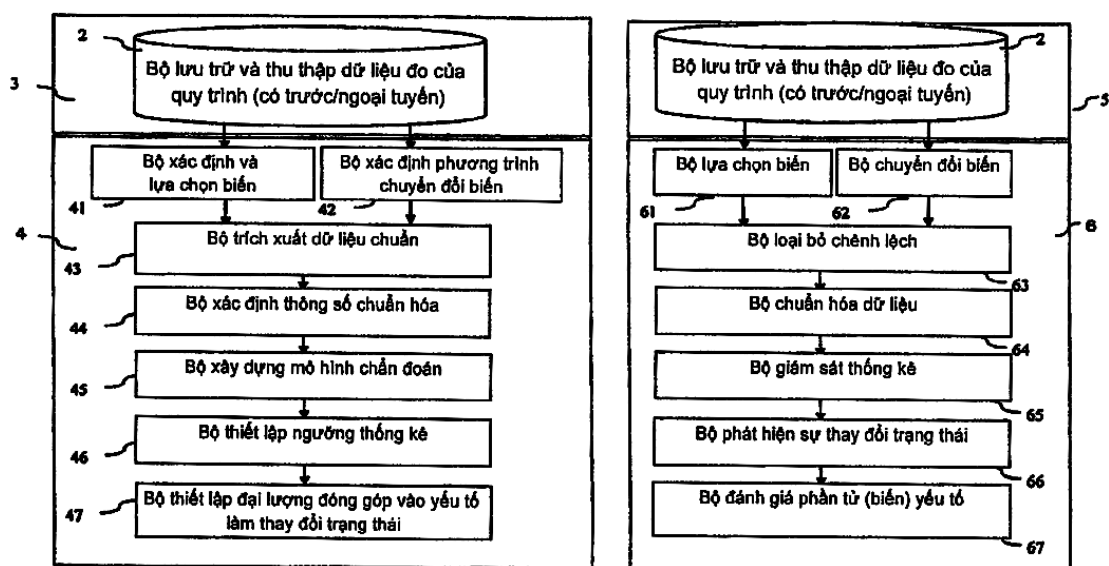 2
Bộ lưu trữ và thu thập dữ liệu đo của
quy trình (có trước/ngoại tuyến)
3
Bộ xác định và
lựa chọn biến
41
Bộ xác định phương trình
chuyển đổi biến
42
4
Bộ trích xuất dữ liệu chuẩn
43
Bộ xác định thông số chuẩn hóa
44
Bộ xây dựng mô hình chẩn đoán
45
Bộ thiết lập ngưỡng thống kê
46
Bộ thiết lập đại lượng đóng góp vào yếu tố
làm thay đổi trạng thái
47
2
Bộ lưu trữ và thu thập dữ liệu đo của
quy trình (có trước/ngoại tuyến)
5
Bộ lựa chọn biến
61
Bộ chuyển đổi biến
62
6
Bộ loại bỏ chênh lệch
63
Bộ chuẩn hóa dữ liệu
64
Bộ giám sát thống kê
65
Bộ phát hiện sự thay đổi trạng thái
66
Bộ đánh giá phần tử (biến) yếu tố
67